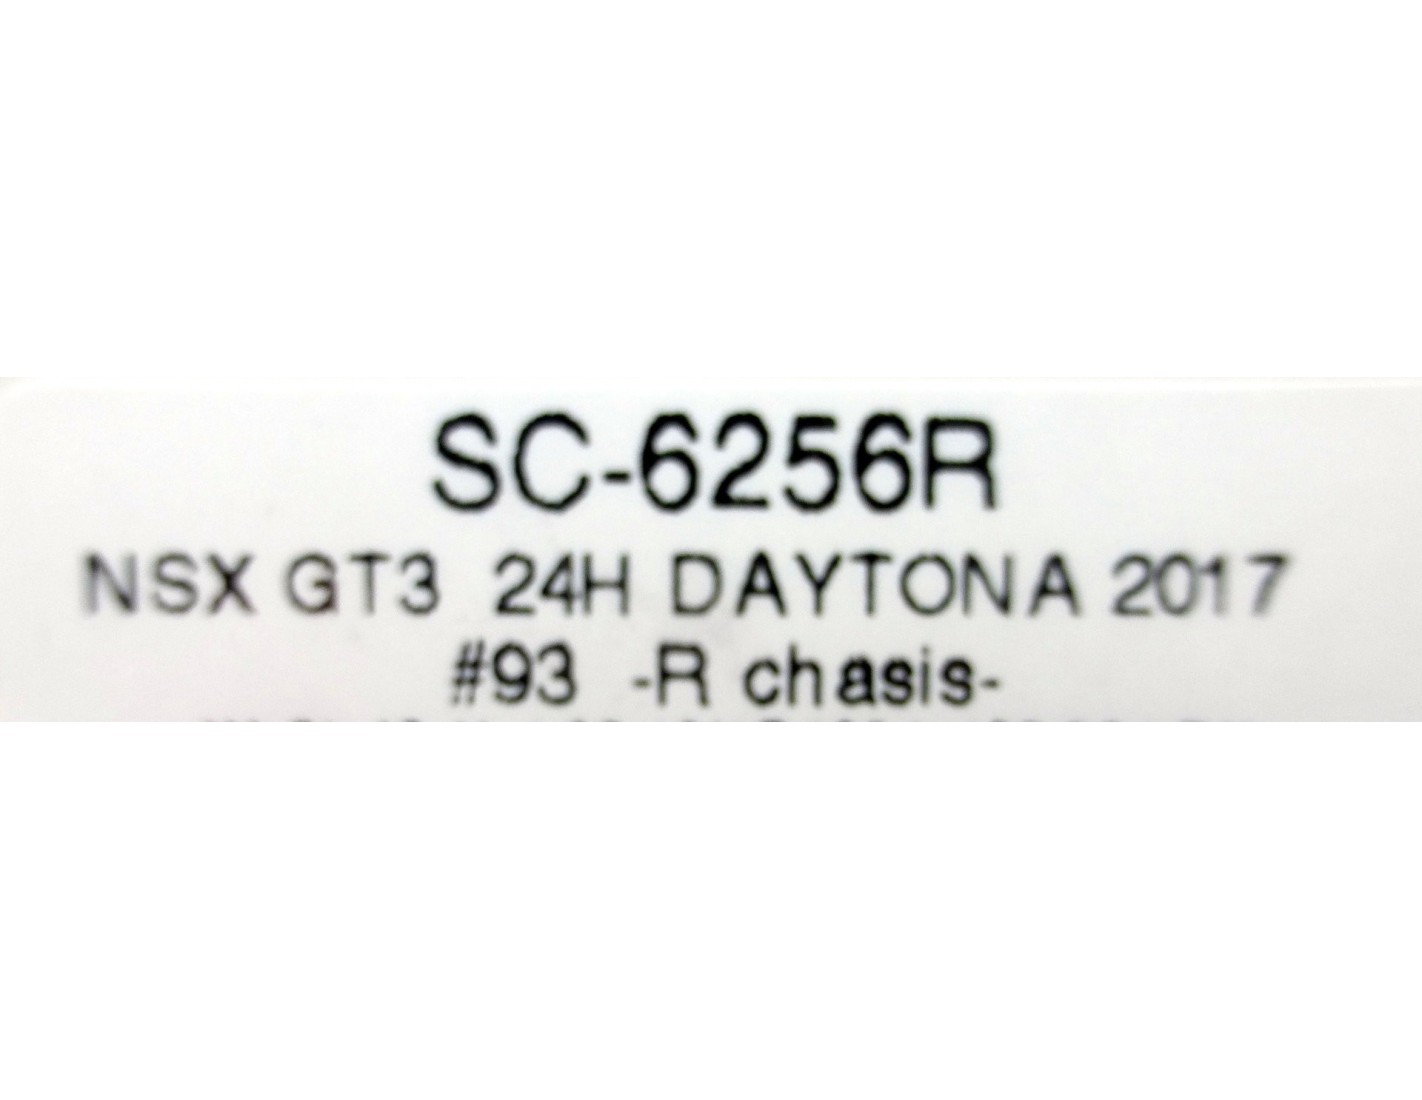 SC-6256R
NSX GT3 24H DAYTONA 2017
#93 -R chasis-